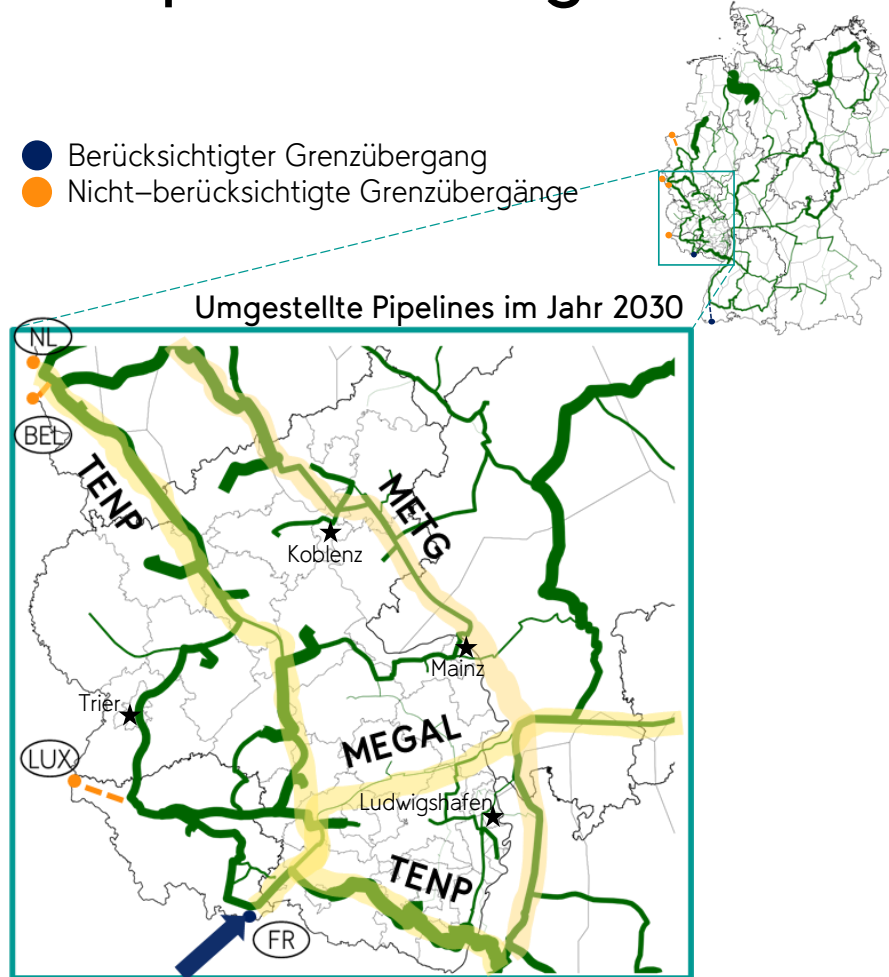 Berücksichtigter Grenzübergang
Nicht–berücksichtigte Grenzübergänge
Umgestellte Pipelines im Jahr 2030
NL
BEL
TENP
METG
Koblenz
Mainz
Trier
MEGAL
LUX
Ludwigshafen
TENP
FR